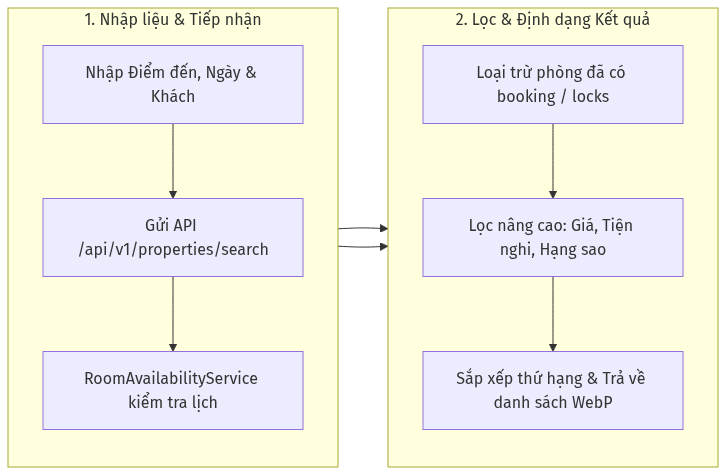 1. Nhập liệu & Tiếp nhận
Nhập Điểm đến, Ngày &
Khách
Gửi API
/api/v1/properties/search
RoomAvailabilityService
kiểm tra lịch
2. Lọc & Định dạng Kết quả
Loại trừ phòng đã có
booking / locks
Lọc nâng cao: Giá, Tiện
nghi, Hạng sao
Sắp xếp thứ hạng & Trả về
danh sách WebP